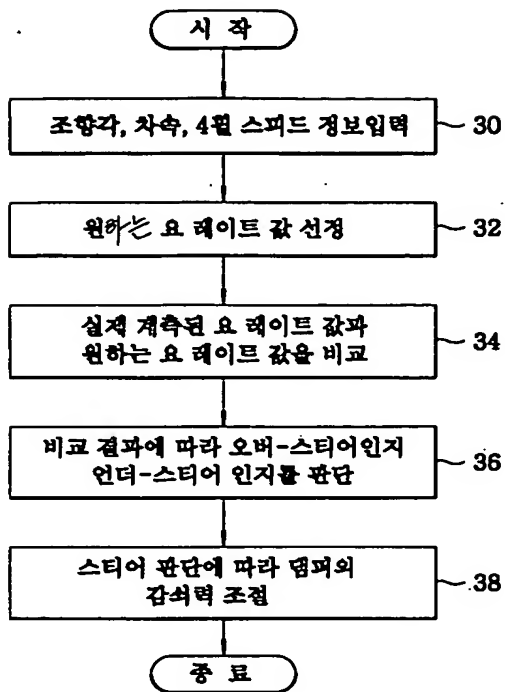 시 작
조향각, 차속, 4휠 스피드 정보입력
30
원하는 요 레이트 값 선정
32
실제 계측된 요 레이트 값과
원하는 요 레이트 값을 비교
34
비교 결과에 따라 오버-스티어인지
언더-스티어 인지를 판단
36
스티어 판단에 따라 댐퍼의
감쇠력 조절
38
종 료